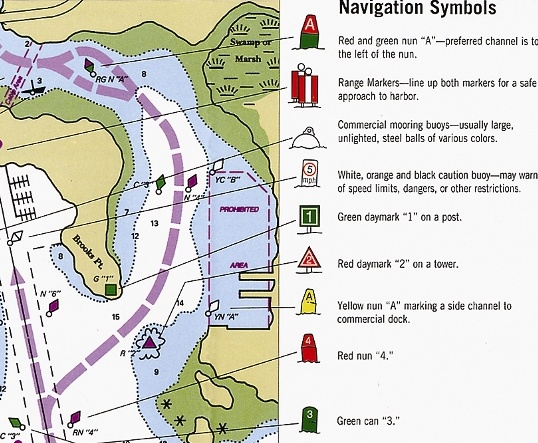 Navigation Symbols
A
Red and green nun “A”—preferred channel is to
the left of the nun.
Range Markers—line up both markers for a safe
approach to harbor.
Commercial mooring buoys—usually large,
unlighted, steel balls of various colors.
5
mph
White, orange and black caution buoy—may warn
of speed limits, dangers, or other restrictions.
1
Green daymark “1” on a post.
2
Red daymark “2” on a tower.
A
Yellow nun “A” marking a side channel to
commercial dock.
4
Red nun “4.”
3
Green can “3.”
2
3
RG N "A"
8
Swamp or
Marsh
YC "B"
N "4"
7
13
12
PROHIBITED
AREA
Brooks Pt.
8
G "1"
N "6"
14
15
YN "A"
9
RN "4"
C "3"